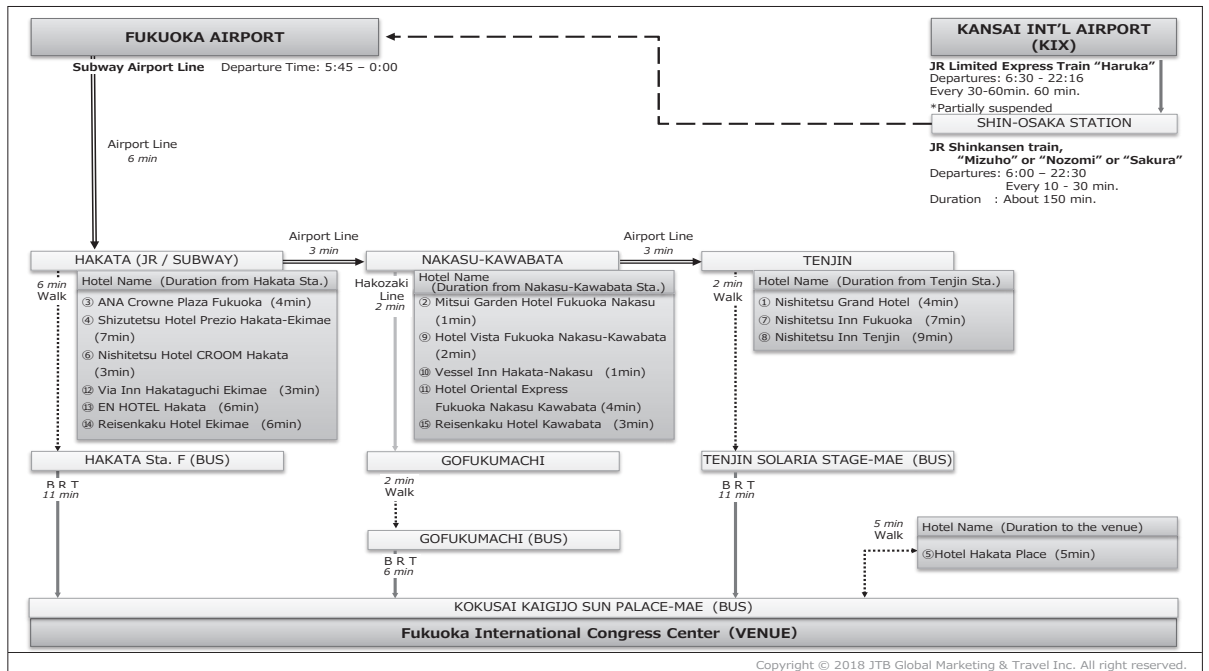 FUKUOKA AIRPORT
Subway Airport Line Departure Time: 5:45 – 0:00
KANSAI INT'L AIRPORT
(KIX)
JR Limited Express Train "Haruka"
Departures: 6:30 - 22:16
Every 30-60min. 60 min.
*Partially suspended
SHIN-OSAKA STATION
JR Shinkansen train,
"Mizuho" or "Nozomi" or "Sakura"
Departures: 6:00 – 22:30
Every 10 - 30 min.
Duration : About 150 min.
Airport Line
6 min
HAKATA (JR / SUBWAY)
Airport Line
3 min
NAKASU-KAWABATA
Airport Line
3 min
TENJIN
6 min
Walk
Hotel Name (Duration from Hakata Sta.)
③ ANA Crowne Plaza Fukuoka (4min)
④ Shizutetsu Hotel Prezio Hakata-Ekimae
(7min)
⑥ Nishitetsu Hotel CROOM Hakata
(3min)
⑫ Via Inn Hakataguchi Ekimae (3min)
⑬ EN HOTEL Hakata (6min)
⑭ Reisenkaku Hotel Ekimae (6min)
Hakozaki
Line
2 min
Hotel Name
(Duration from Nakasu-Kawabata Sta.)
② Mitsui Garden Hotel Fukuoka Nakasu
(1min)
⑨ Hotel Vista Fukuoka Nakasu-Kawabata
(2min)
⑩ Vessel Inn Hakata-Nakasu (1min)
⑪ Hotel Oriental Express
Fukuoka Nakasu Kawabata (4min)
⑮ Reisenkaku Hotel Kawabata (3min)
2 min
Walk
Hotel Name (Duration from Tenjin Sta.)
① Nishitetsu Grand Hotel (4min)
⑦ Nishitetsu Inn Fukuoka (7min)
⑧ Nishitetsu Inn Tenjin (9min)
HAKATA Sta. F (BUS)
GOFUKUMACHI
TENJIN SOLARIA STAGE-MAE (BUS)
B R T
11 min
2 min
Walk
GOFUKUMACHI (BUS)
B R T
6 min
B R T
11 min
5 min
Walk
Hotel Name (Duration to the venue)
⑤Hotel Hakata Place (5min)
KOKUSAI KAIGIJO SUN PALACE-MAE (BUS)
Fukuoka International Congress Center (VENUE)
Copyright © 2018 JTB Global Marketing & Travel Inc. All right reserved.